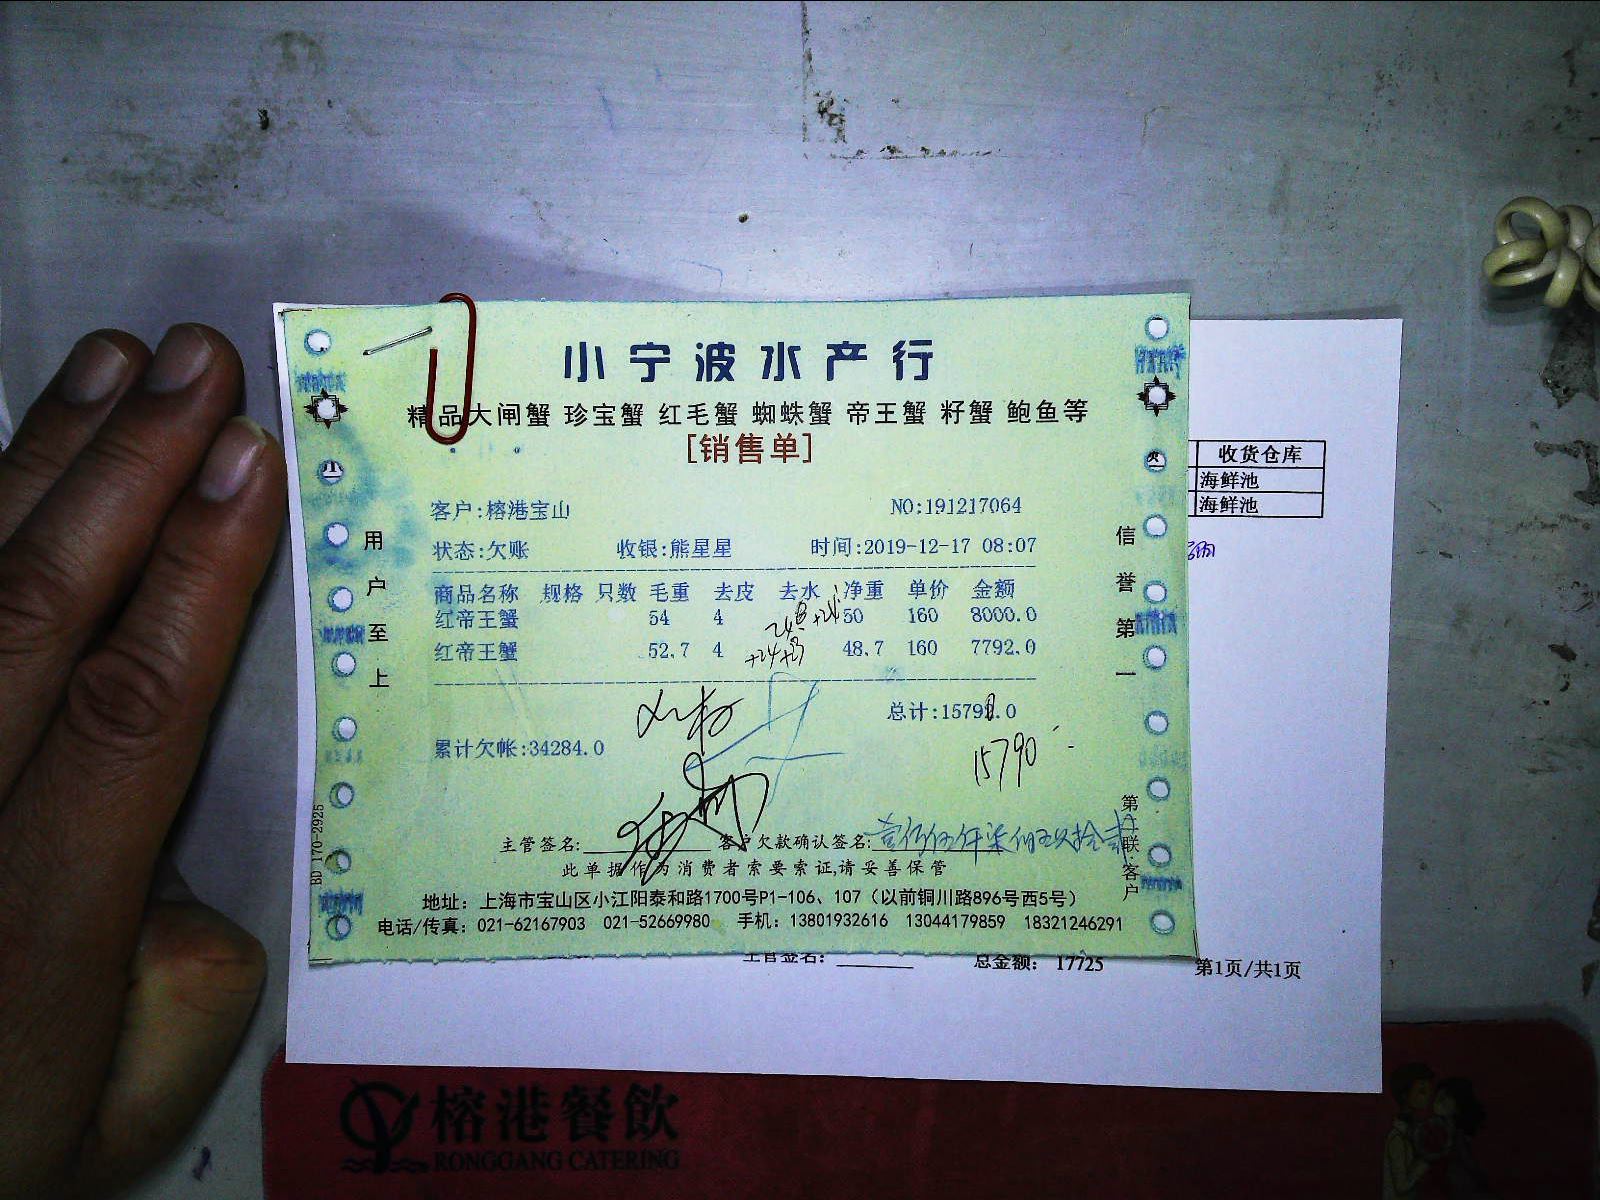 小宁波水产行
精品大闸蟹 珍宝蟹 红毛蟹 蜘蛛蟹 帝王蟹 籽蟹 鲍鱼等
[销售单]
客户:榕港宝山 NO:191217064
状态:欠账 收银:熊星星 时间:2019-12-17 08:07
商品名称 规格 只数 毛重 去皮 去水 净重 单价 金额
红帝王蟹 54 4 50 160 8000.0
红帝王蟹 52.7 4 48.7 160 7792.0
总计:15790.0
累计欠帐:34284.0
15790
主管签名: 客户欠款确认签名:
此单据作为消费者索要索证,请妥善保管
地址: 上海市宝山区小江阳泰和路1700号P1-106、107（以前铜川路896号西5号）
电话/传真: 021-62167903 021-52669980 手机: 13801932616 13044179859 18321246291
用户至上
信誉第一
第二联:客户
BD 170-2925
收货仓库
海鲜池
海鲜池
主管签名: 总金额: 17725 第1页/共1页
榕港餐飲
RONGGANG CATERING